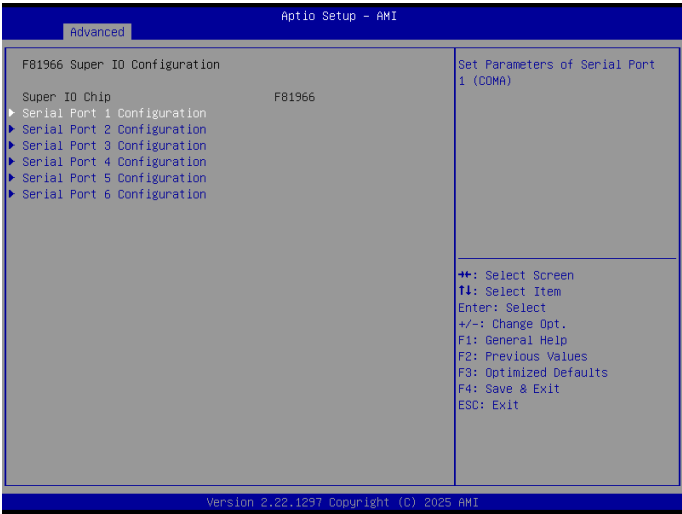 Aptio Setup – AMI
Advanced
F81966 Super IO Configuration
Super IO Chip F81966
Serial Port 1 Configuration
Serial Port 2 Configuration
Serial Port 3 Configuration
Serial Port 4 Configuration
Serial Port 5 Configuration
Serial Port 6 Configuration
Set Parameters of Serial Port
1 (COMA)
→←: Select Screen
↑↓: Select Item
Enter: Select
+/-: Change Opt.
F1: General Help
F2: Previous Values
F3: Optimized Defaults
F4: Save & Exit
ESC: Exit
Version 2.22.1297 Copyright (C) 2025 AMI